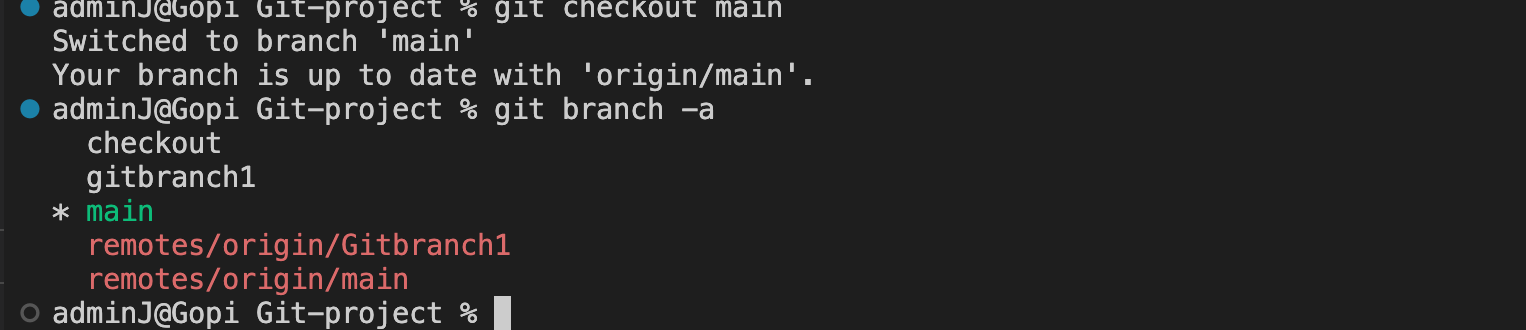 adminJ@Gopi Git-project % git checkout main
Switched to branch 'main'
Your branch is up to date with 'origin/main'.
adminJ@Gopi Git-project % git branch -a
checkout
gitbranch1
* main
remotes/origin/Gitbranch1
remotes/origin/main
adminJ@Gopi Git-project %